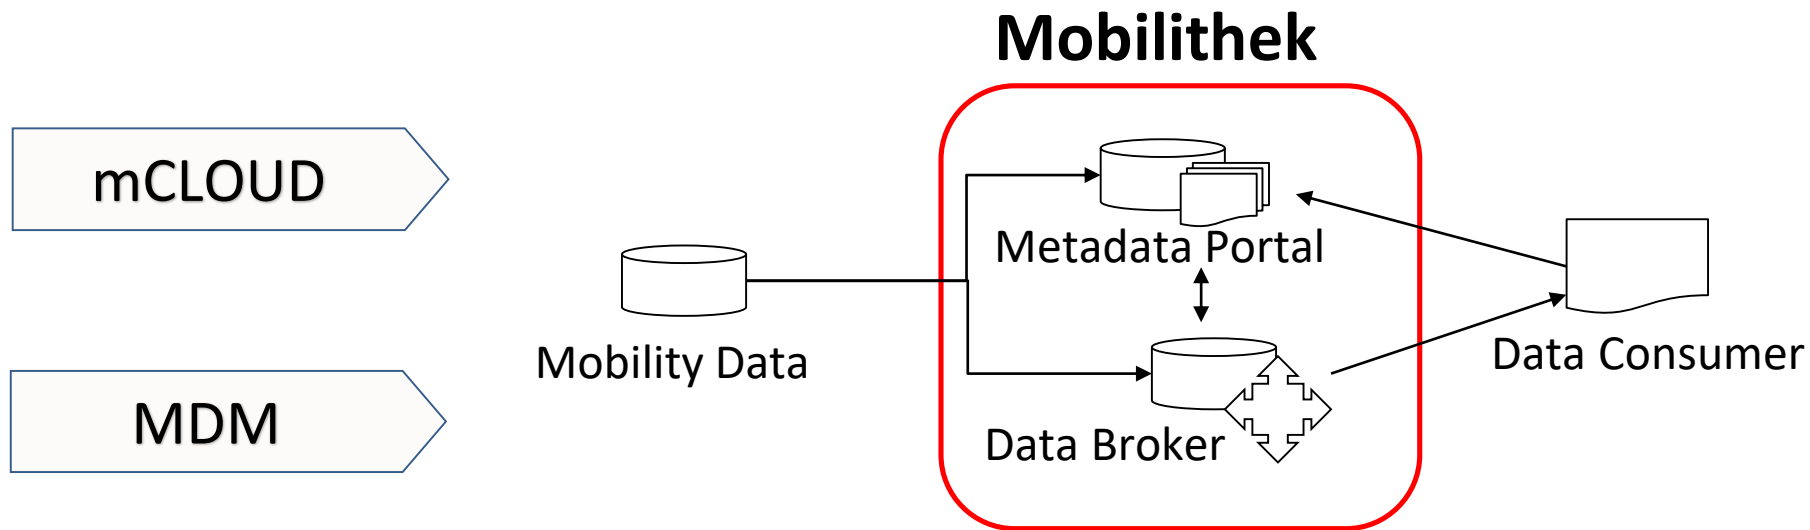 Mobilithek
mCLOUD
Metadata Portal
Mobility Data
Data Consumer
MDM
Data Broker